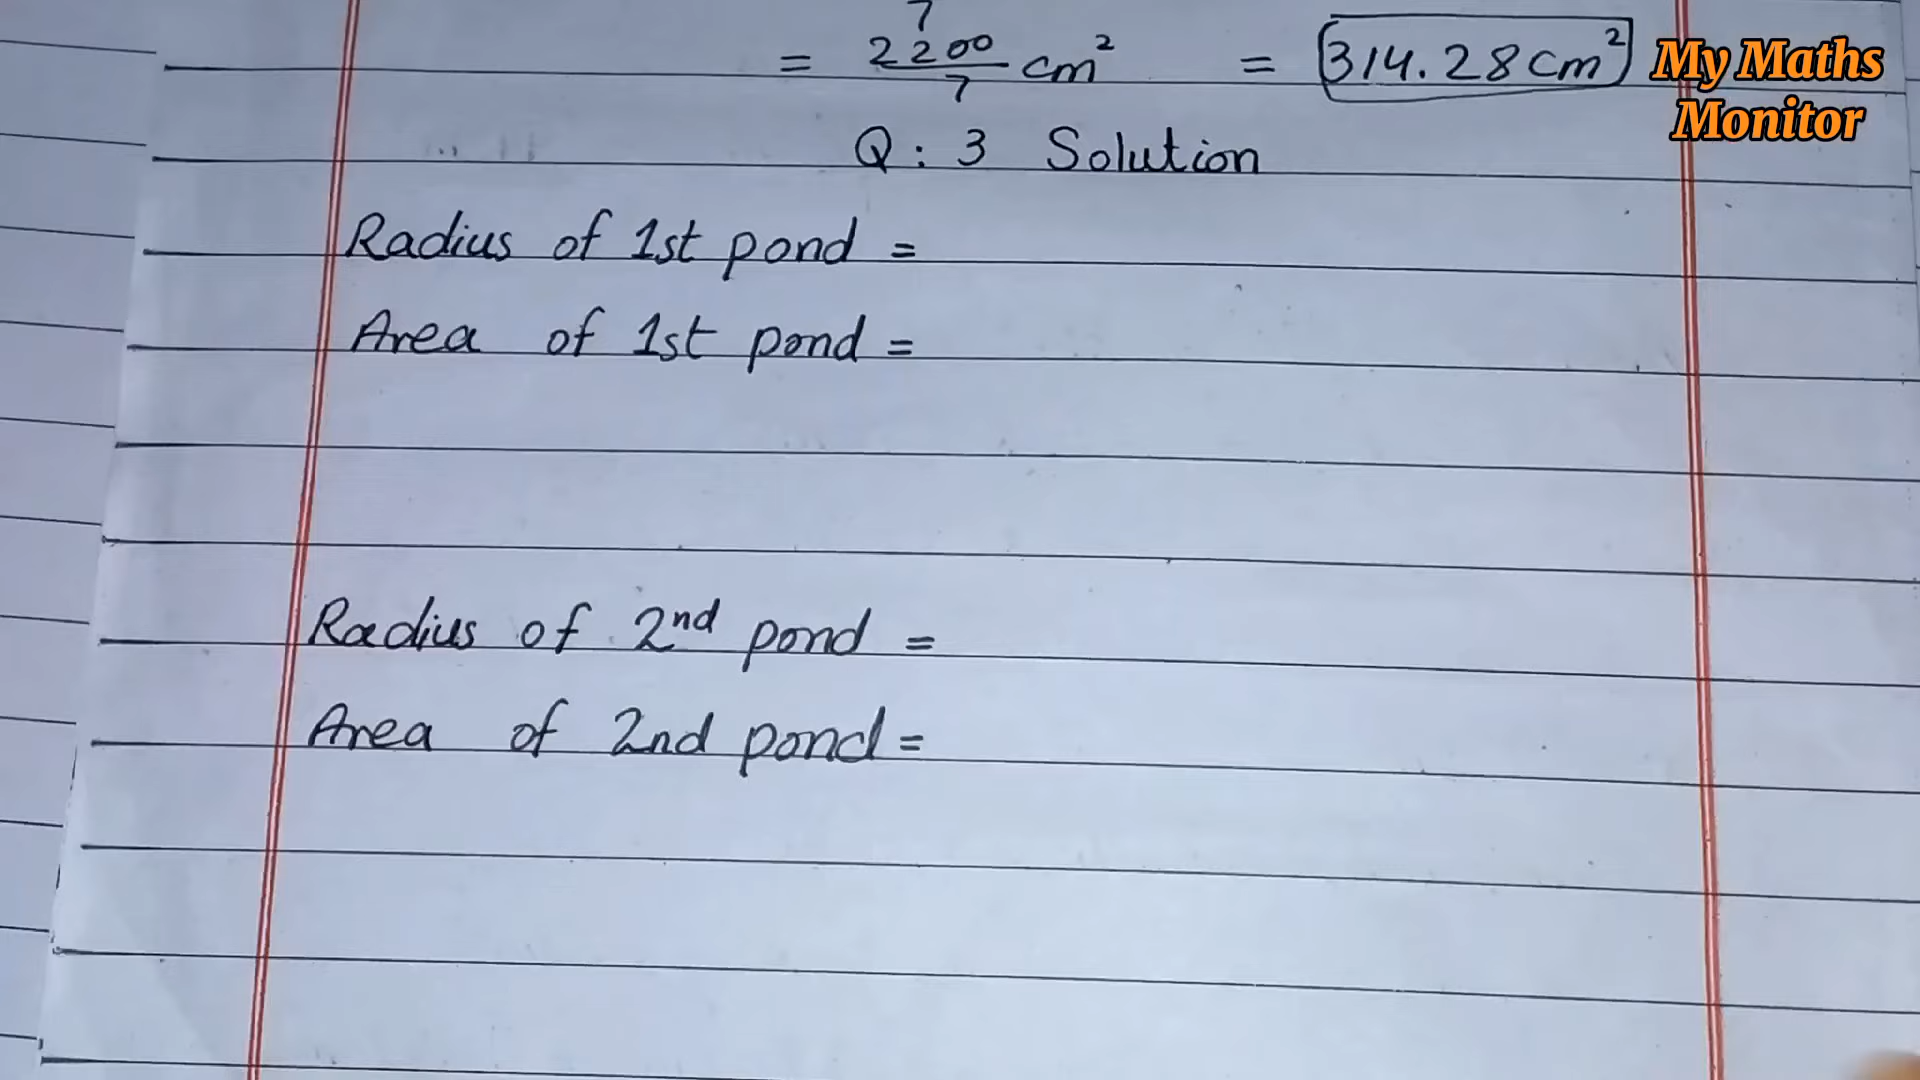 7
= 2200/7 cm² = 314.28 cm²
My Maths
Monitor
Q : 3 Solution
Radius of 1st pond =
Area of 1st pond =
Radius of 2nd pond =
Area of 2nd pond =